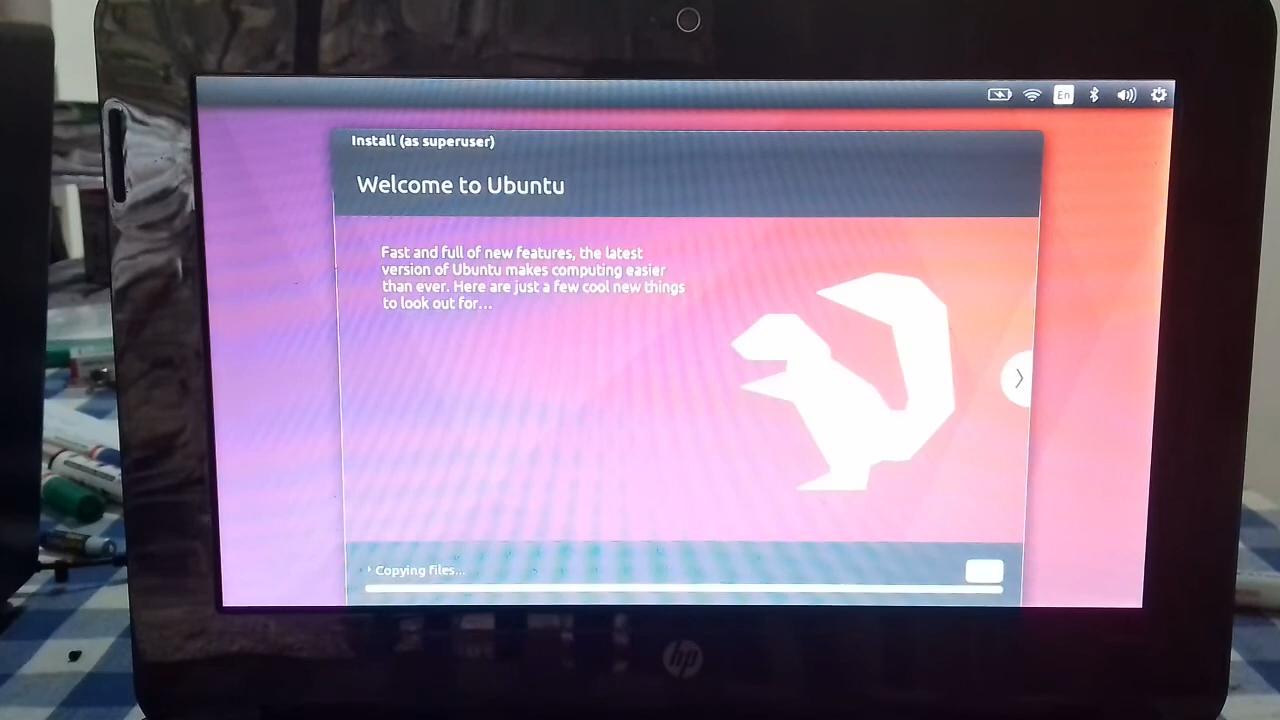 En
Install (as superuser)
Welcome to Ubuntu
Fast and full of new features, the latest
version of Ubuntu makes computing easier
than ever. Here are just a few cool new things
to look out for...
Copying files...
hp